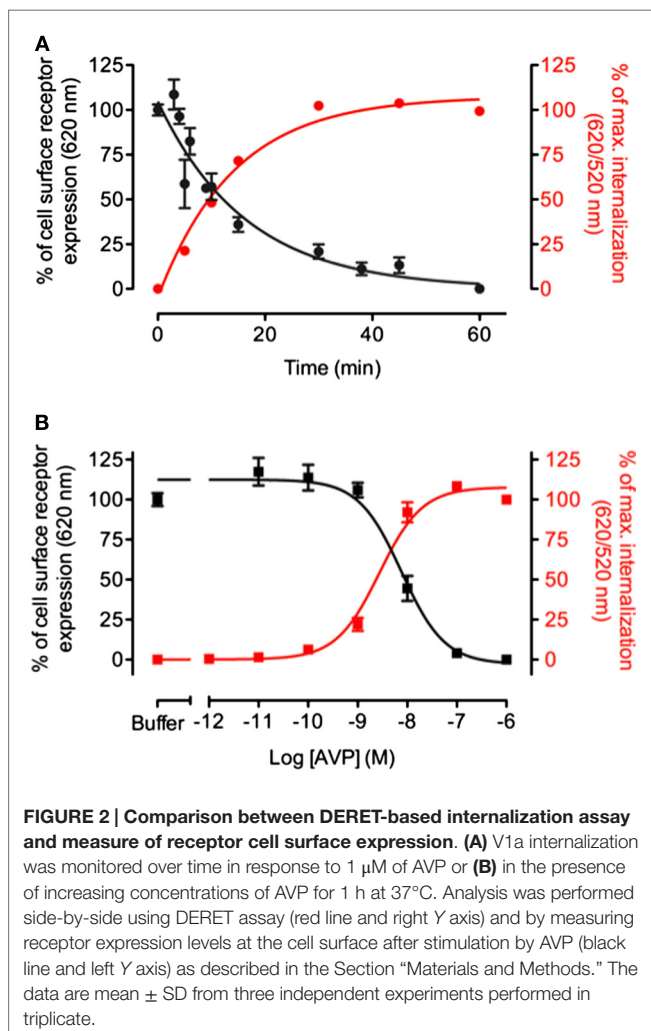 A
% of cell surface receptor
expression (620 nm)
125
100
75
50
25
0
125
100
75
50
25
0
% of max. internalization
(620/520 nm)
0
20
40
60
Time (min)
B
% of cell surface receptor
expression (620 nm)
125
100
75
50
25
0
125
100
75
50
25
0
% of max. internalization
(620/520 nm)
Buffer -12 -11 -10 -9 -8 -7 -6
Log [AVP] (M)
FIGURE 2 | Comparison between DERET-based internalization assay
and measure of receptor cell surface expression. (A) V1a internalization
was monitored over time in response to 1 μM of AVP or (B) in the presence
of increasing concentrations of AVP for 1 h at 37°C. Analysis was performed
side-by-side using DERET assay (red line and right Y axis) and by measuring
receptor expression levels at the cell surface after stimulation by AVP (black
line and left Y axis) as described in the Section “Materials and Methods.” The
data are mean ± SD from three independent experiments performed in
triplicate.